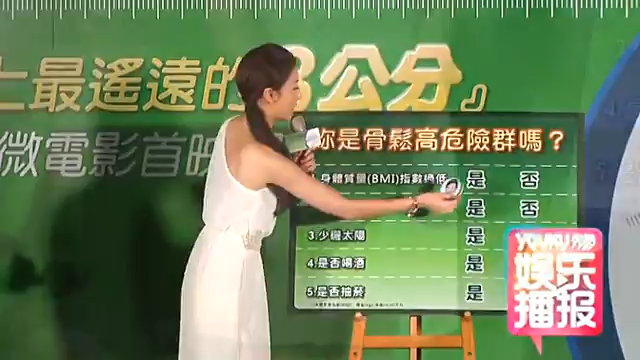 上最遙遠的3公分』
微電影首映
你是骨鬆高危險群嗎？
身體質量(BMI)指數過低 是 否
是 否
3.少曬太陽 是
4.是否喝酒 是
5.是否抽菸 是
YOUKU 优酷
娱乐
播报